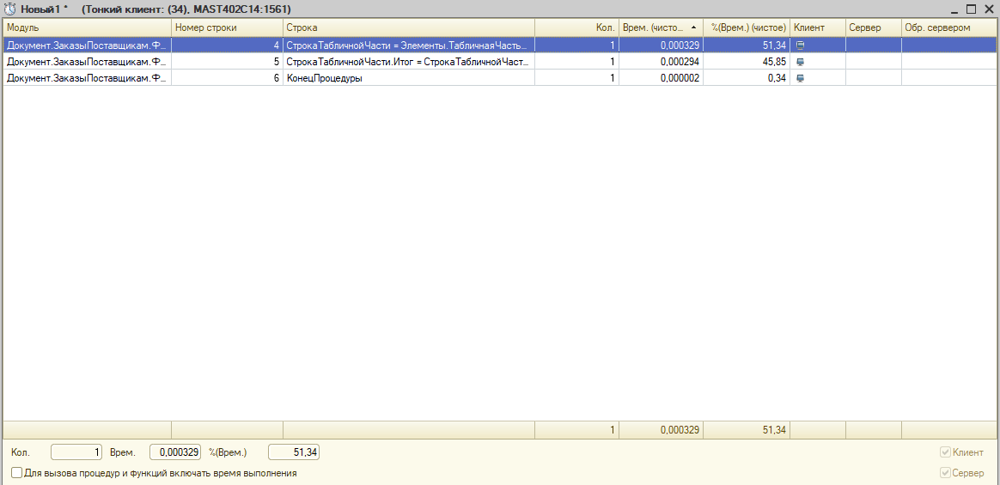 Новый1 * (Тонкий клиент: (34), MAST402C14:1561)
Модуль Номер строки Строка Кол. Врем. (чисто... %(Врем.) (чистое) Клиент Сервер Обр. сервером
Документ.ЗаказыПоставщикам.Ф... 4 СтрокаТабличнойЧасти = Элементы.ТабличнаяЧасть... 1 0,000329 51,34
Документ.ЗаказыПоставщикам.Ф... 5 СтрокаТабличнойЧасти.Итог = СтрокаТабличнойЧаст... 1 0,000294 45,85
Документ.ЗаказыПоставщикам.Ф... 6 КонецПроцедуры 1 0,000002 0,34
1 0,000329 51,34
Кол. 1 Врем. 0,000329 %(Врем.) 51,34 Клиент
Для вызова процедур и функций включать время выполнения Сервер